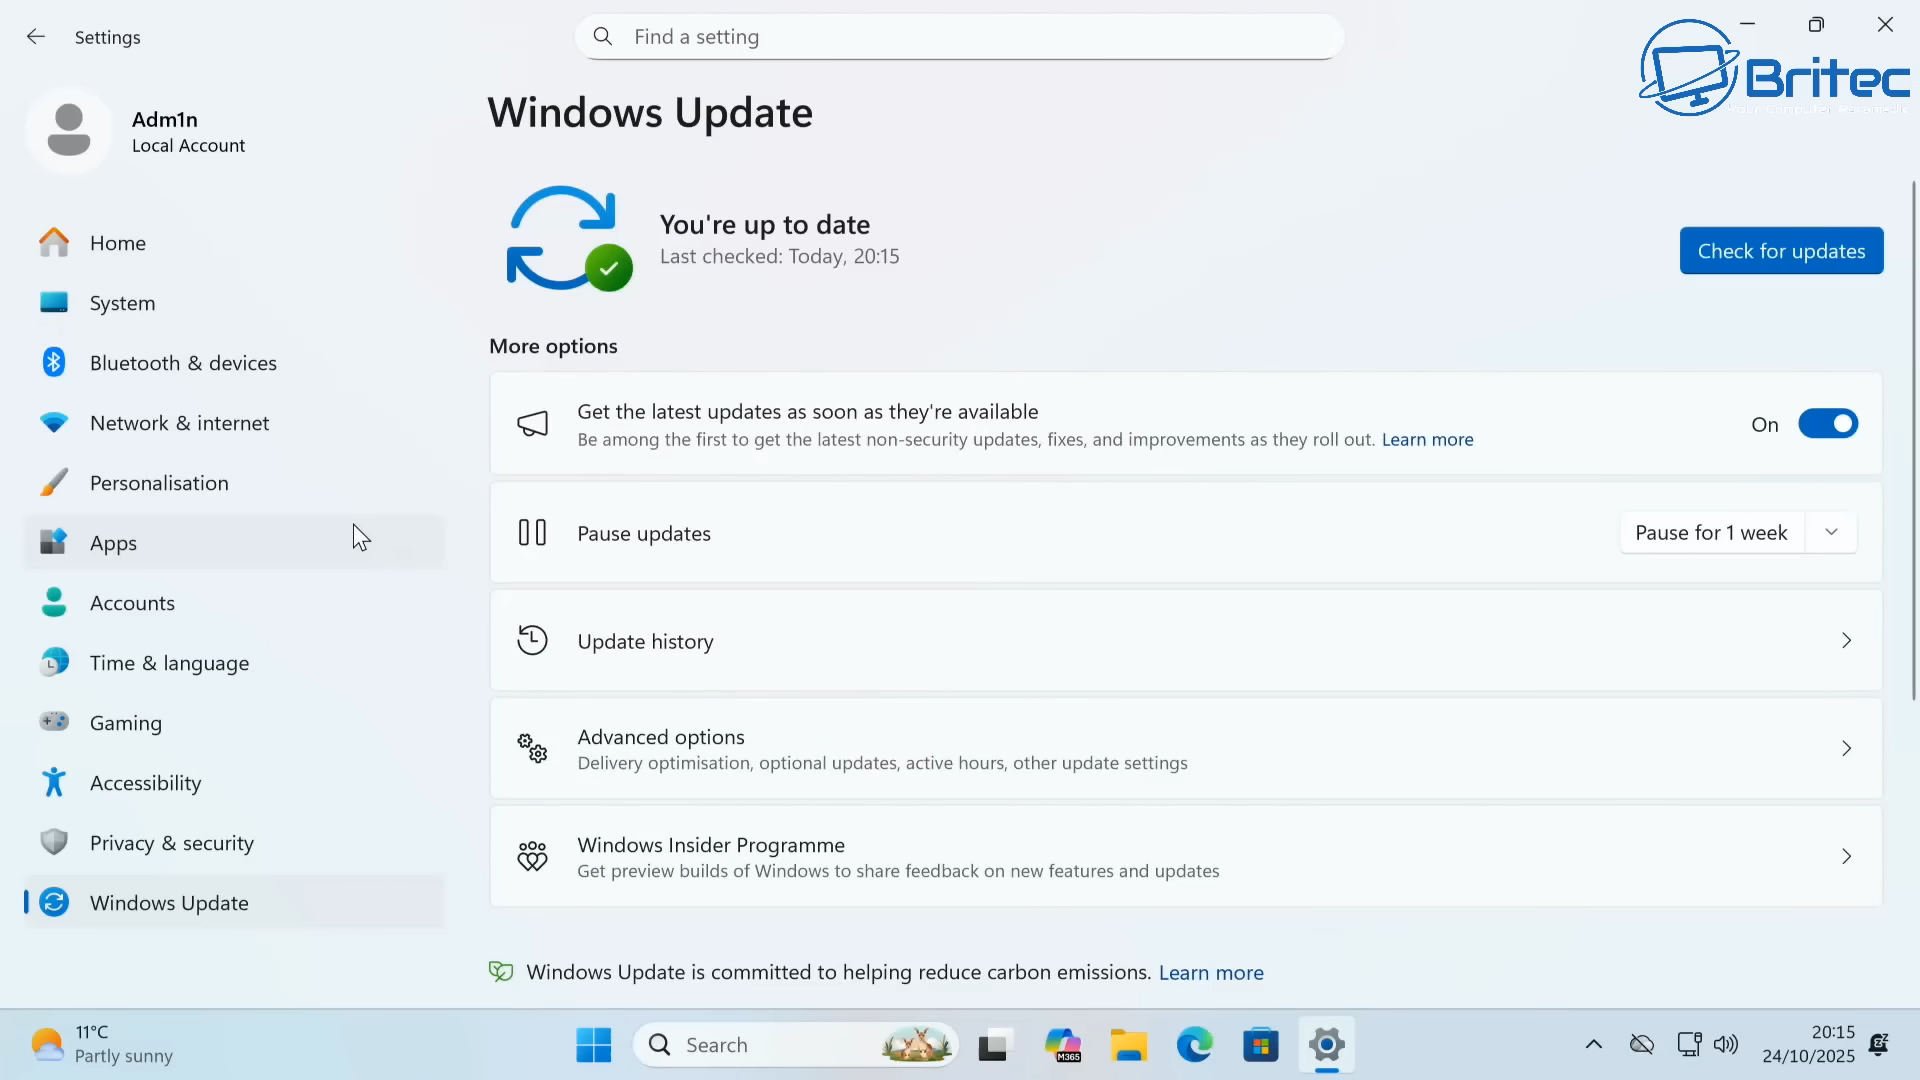 Settings
Find a setting
Britec
Adm1n
Local Account
Home
System
Bluetooth & devices
Network & internet
Personalisation
Apps
Accounts
Time & language
Gaming
Accessibility
Privacy & security
Windows Update
Windows Update
You're up to date
Last checked: Today, 20:15
Check for updates
More options
Get the latest updates as soon as they're available
Be among the first to get the latest non-security updates, fixes, and improvements as they roll out. Learn more
On
Pause updates
Pause for 1 week
Update history
Advanced options
Delivery optimisation, optional updates, active hours, other update settings
Windows Insider Programme
Get preview builds of Windows to share feedback on new features and updates
Windows Update is committed to helping reduce carbon emissions. Learn more
11°C
Partly sunny
Search
M365
20:15
24/10/2025